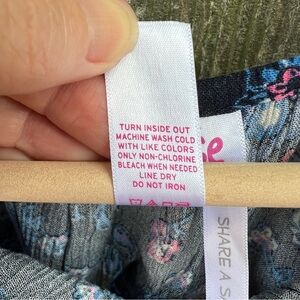 TURN INSIDE OUT
MACHINE WASH COLD
WITH LIKE COLORS
ONLY NON-CHLORINE
BLEACH WHEN NEEDED
LINE DRY
DO NOT IRON
SHARE A